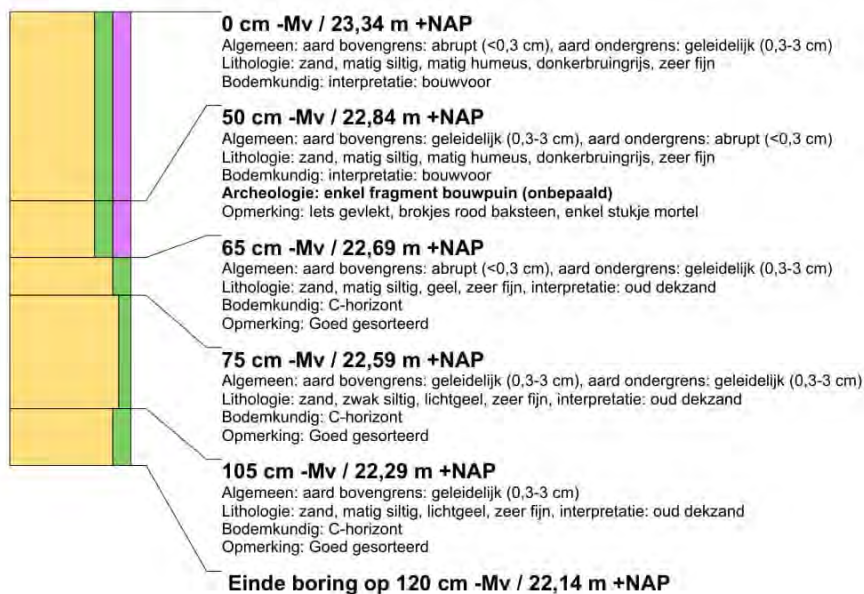 0 cm -Mv / 23,34 m +NAP
Algemeen: aard bovengrens: abrupt (<0,3 cm), aard ondergrens: geleidelijk (0,3-3 cm)
Lithologie: zand, matig siltig, matig humeus, donkerbruingrijs, zeer fijn
Bodemkundig: interpretatie: bouwvoor
50 cm -Mv / 22,84 m +NAP
Algemeen: aard bovengrens: geleidelijk (0,3-3 cm), aard ondergrens: abrupt (<0,3 cm)
Lithologie: zand, matig siltig, matig humeus, donkerbruingrijs, zeer fijn
Bodemkundig: interpretatie: bouwvoor
Archeologie: enkel fragment bouwpuin (onbepaald)
Opmerking: Iets gevlekt, brokjes rood baksteen, enkel stukje mortel
65 cm -Mv / 22,69 m +NAP
Algemeen: aard bovengrens: abrupt (<0,3 cm), aard ondergrens: geleidelijk (0,3-3 cm)
Lithologie: zand, matig siltig, geel, zeer fijn, interpretatie: oud dekzand
Bodemkundig: C-horizont
Opmerking: Goed gesorteerd
75 cm -Mv / 22,59 m +NAP
Algemeen: aard bovengrens: geleidelijk (0,3-3 cm), aard ondergrens: geleidelijk (0,3-3 cm)
Lithologie: zand, zwak siltig, lichtgeel, zeer fijn, interpretatie: oud dekzand
Bodemkundig: C-horizont
Opmerking: Goed gesorteerd
105 cm -Mv / 22,29 m +NAP
Algemeen: aard bovengrens: geleidelijk (0,3-3 cm)
Lithologie: zand, matig siltig, lichtgeel, zeer fijn, interpretatie: oud dekzand
Bodemkundig: C-horizont
Opmerking: Goed gesorteerd
Einde boring op 120 cm -Mv / 22,14 m +NAP